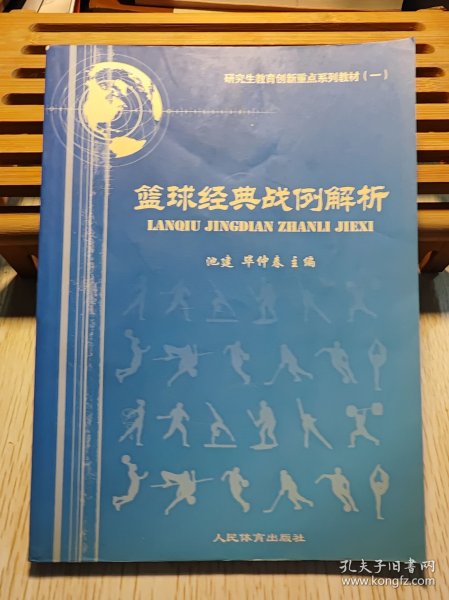 研究生教育创新重点系列教材(一)
篮球经典战例解析
LANQIU JINGDIAN ZHANLI JIEXI
池建 毕仲春 主编
人民体育出版社
孔夫子旧书网
www.kongfz.com